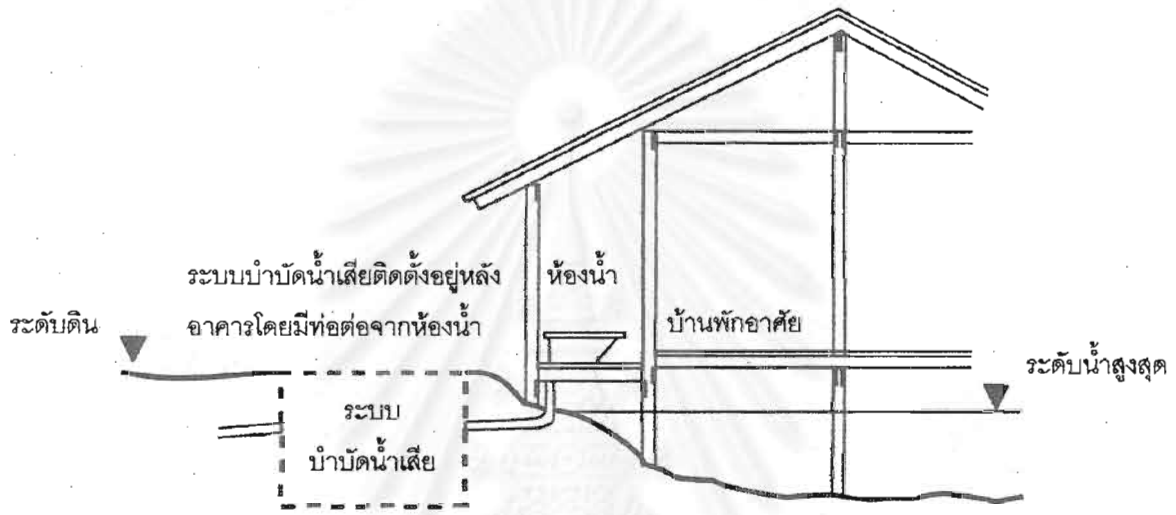 ระบบบำบัดน้ำเสียติดตั้งอยู่หลัง
อาคารโดยมีท่อต่อจากห้องน้ำ
ห้องน้ำ
ระดับดิน
บ้านพักอาศัย
ระดับน้ำสูงสุด
ระบบ
บำบัดน้ำเสีย